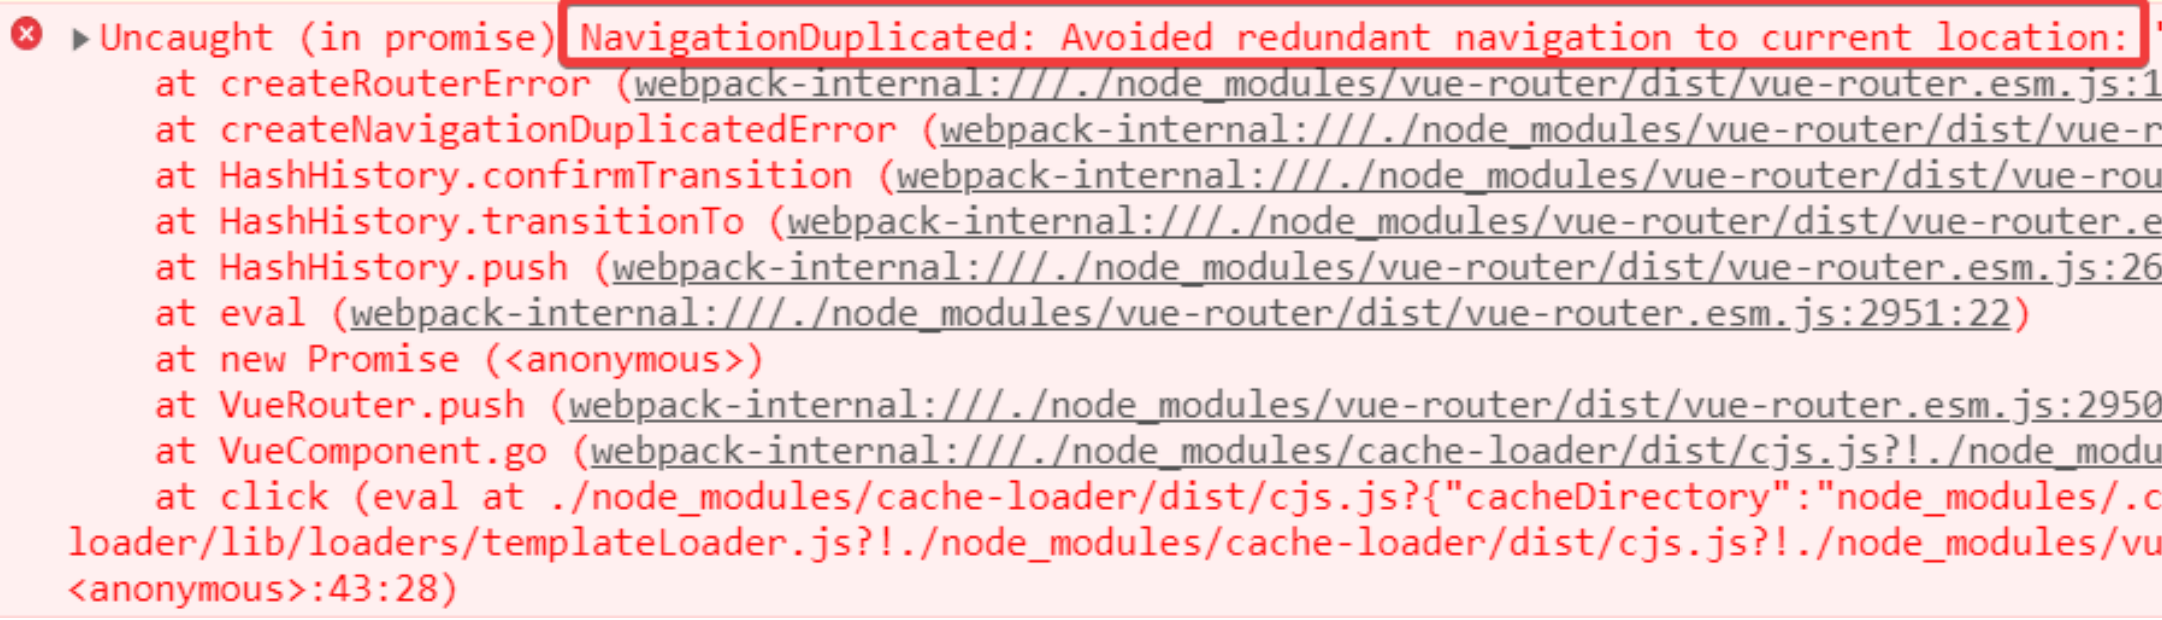 Uncaught (in promise) NavigationDuplicated: Avoided redundant navigation to current location: "
at createRouterError (webpack-internal:///./node_modules/vue-router/dist/vue-router.esm.js:1
at createNavigationDuplicatedError (webpack-internal:///./node_modules/vue-router/dist/vue-r
at HashHistory.confirmTransition (webpack-internal:///./node_modules/vue-router/dist/vue-rou
at HashHistory.transitionTo (webpack-internal:///./node_modules/vue-router/dist/vue-router.e
at HashHistory.push (webpack-internal:///./node_modules/vue-router/dist/vue-router.esm.js:26
at eval (webpack-internal:///./node_modules/vue-router/dist/vue-router.esm.js:2951:22)
at new Promise (<anonymous>)
at VueRouter.push (webpack-internal:///./node_modules/vue-router/dist/vue-router.esm.js:2950
at VueComponent.go (webpack-internal:///./node_modules/cache-loader/dist/cjs.js?!./node_modu
at click (eval at ./node_modules/cache-loader/dist/cjs.js?{"cacheDirectory":"node_modules/.c
loader/lib/loaders/templateLoader.js?!./node_modules/cache-loader/dist/cjs.js?!./node_modules/vu
<anonymous>:43:28)